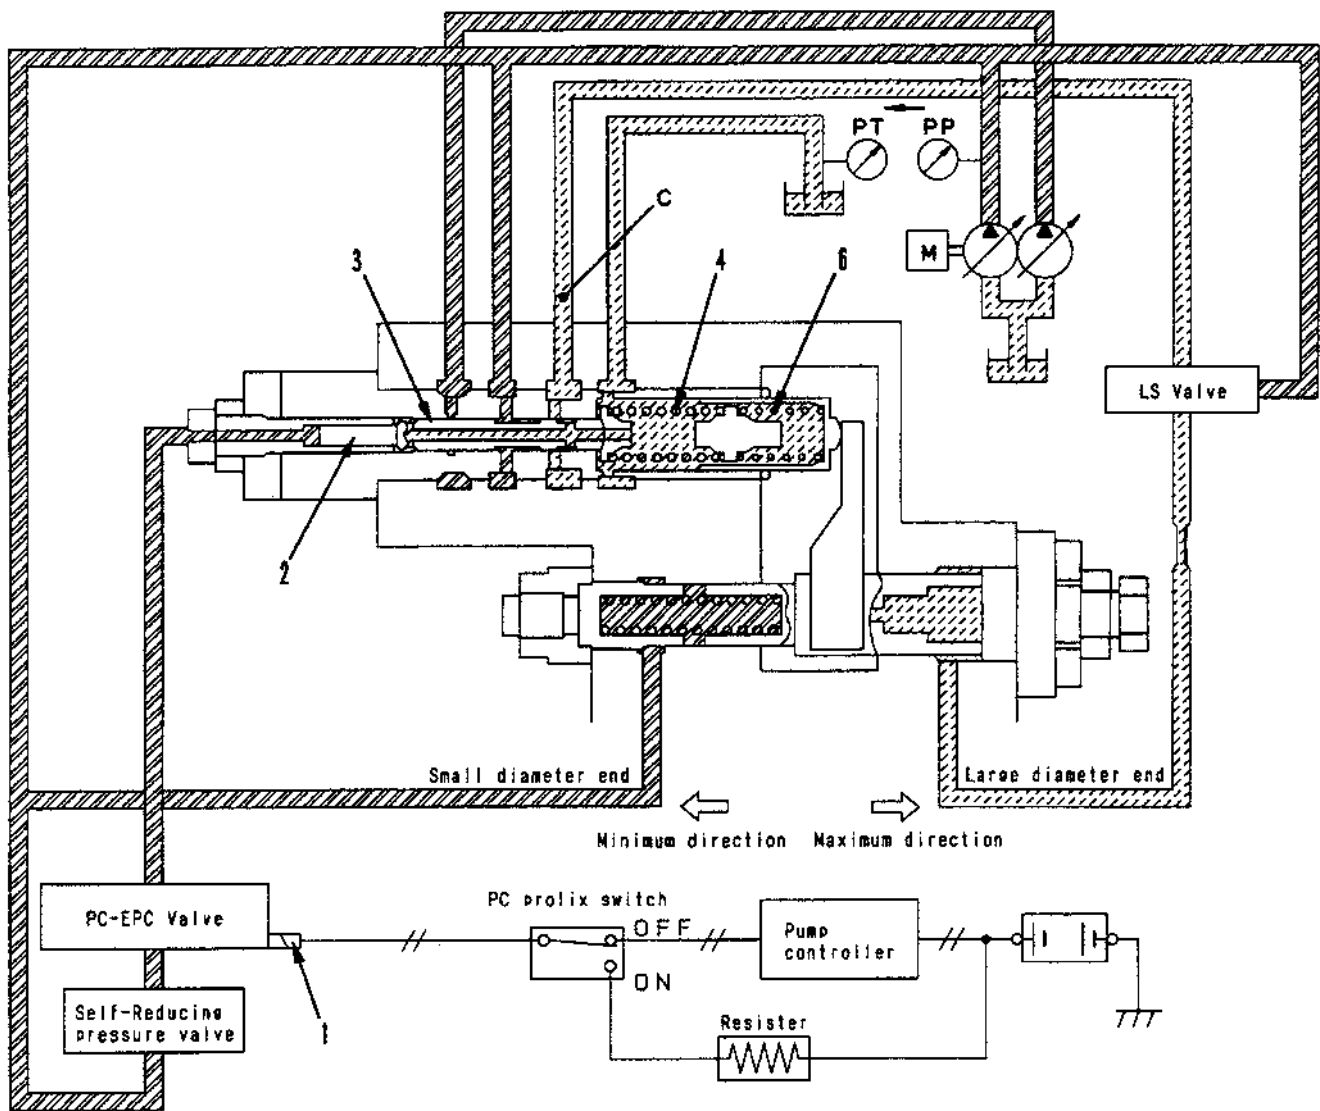 PT PP
C
M
3
4
6
LS Valve
2
Small diameter end
Large diameter end
Minimum direction
Maximum direction
PC-EPC Valve
PC prolix switch
OFF
ON
Pump
controller
Self-Reducing
pressure valve
1
Resister